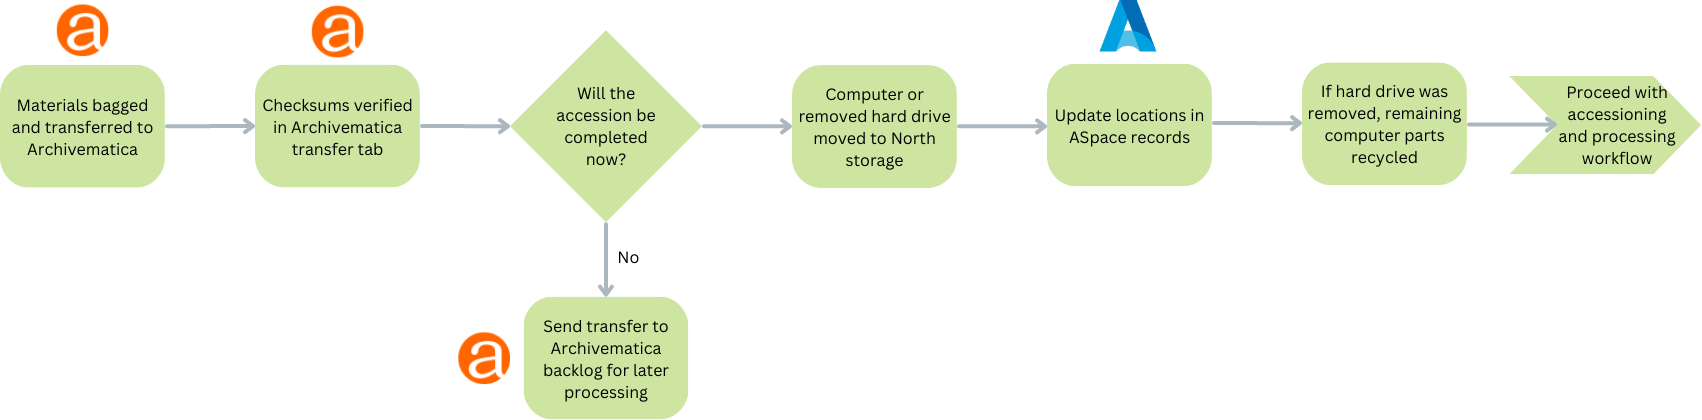 Materials bagged
and transferred to
Archivematica
Checksums verified
in Archivematica
transfer tab
Will the
accession be
completed
now?
Computer or
removed hard drive
moved to North
storage
Update locations in
ASpace records
If hard drive was
removed, remaining
computer parts
recycled
Proceed with
accessioning
and processing
workflow
No
Send transfer to
Archivematica
backlog for later
processing